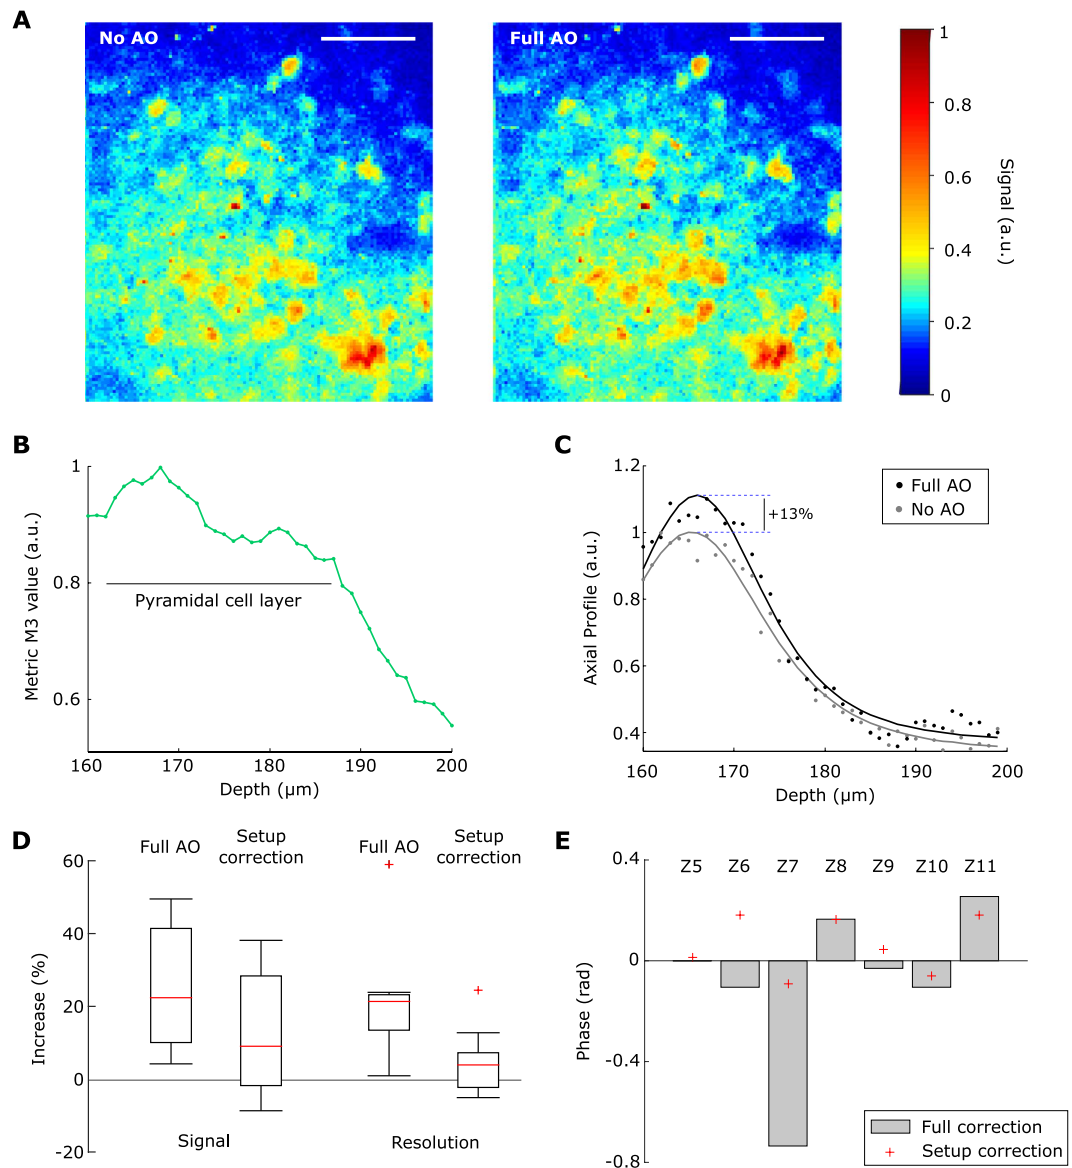 A
No AO
Full AO
1
0.8
0.6
0.4
0.2
0
Signal (a.u.)
B
1
0.8
0.6
Metric M3 value (a.u.)
Pyramidal cell layer
160
170
180
190
200
Depth (µm)
C
1.2
1
0.8
0.6
0.4
Axial Profile (a.u.)
+13%
Full AO
No AO
160
170
180
190
200
Depth (µm)
D
Full AO
Setup
correction
Full AO
Setup
correction
60
40
20
0
-20
Increase (%)
Signal
Resolution
E
0.4
0
-0.4
-0.8
Phase (rad)
Z5
Z6
Z7
Z8
Z9
Z10
Z11
Full correction
Setup correction